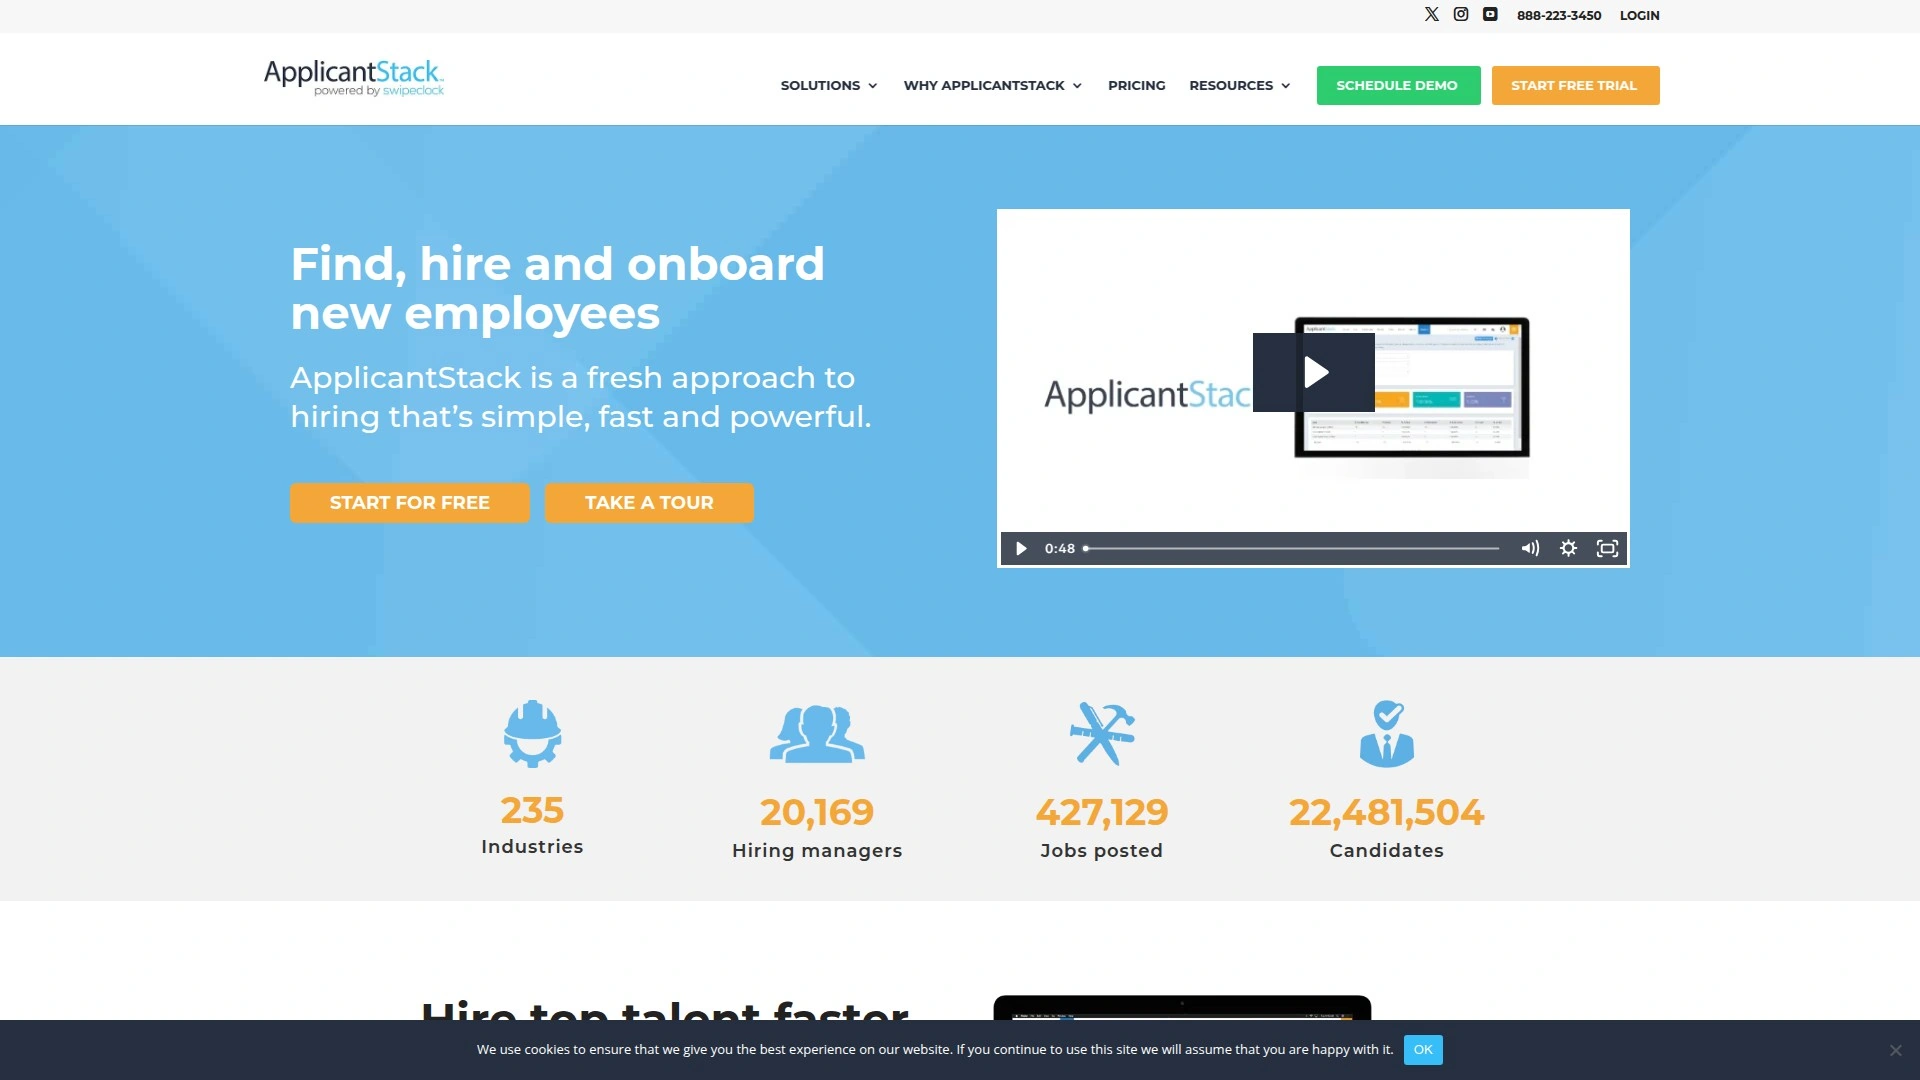 888-223-3450 LOGIN
ApplicantStack
powered by swipeclock
SOLUTIONS WHY APPLICANTSTACK PRICING RESOURCES SCHEDULE DEMO START FREE TRIAL
Find, hire and onboard
new employees
ApplicantStack is a fresh approach to
hiring that’s simple, fast and powerful.
START FOR FREE TAKE A TOUR
ApplicantStac
0:48
235
Industries
20,169
Hiring managers
427,129
Jobs posted
22,481,504
Candidates
Hire top talent faster
We use cookies to ensure that we give you the best experience on our website. If you continue to use this site we will assume that you are happy with it. OK